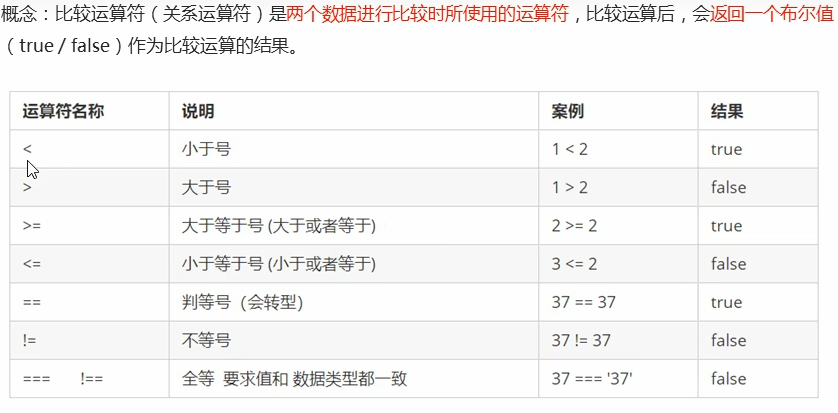 概念：比较运算符（关系运算符）是两个数据进行比较时所使用的运算符，比较运算后，会返回一个布尔值
（true / false）作为比较运算的结果。
运算符名称 说明 案例 结果
< 小于号 1 < 2 true
> 大于号 1 > 2 false
>= 大于等于号 (大于或者等于) 2 >= 2 true
<= 小于等于号 (小于或者等于) 3 <= 2 false
== 判等号（会转型） 37 == 37 true
!= 不等号 37 != 37 false
=== !== 全等 要求值和 数据类型都一致 37 === '37' false